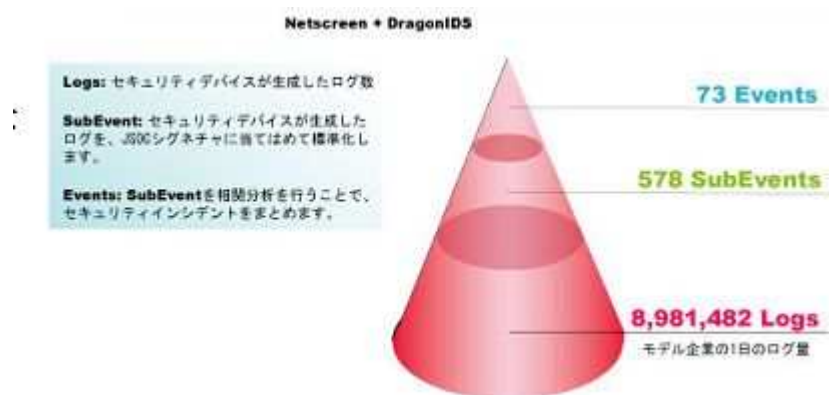 Netscreen + DragonIDS
Logs: セキュリティデバイスが生成したログ数
SubEvent: セキュリティデバイスが生成した
ログを、JSOCシグネチャに当てはめて標準化し
ます。
Events: SubEventを相関分析を行うことで、
セキュリティインシデントをまとめます。
73 Events
578 SubEvents
8,981,482 Logs
モデル企業の1日のログ量